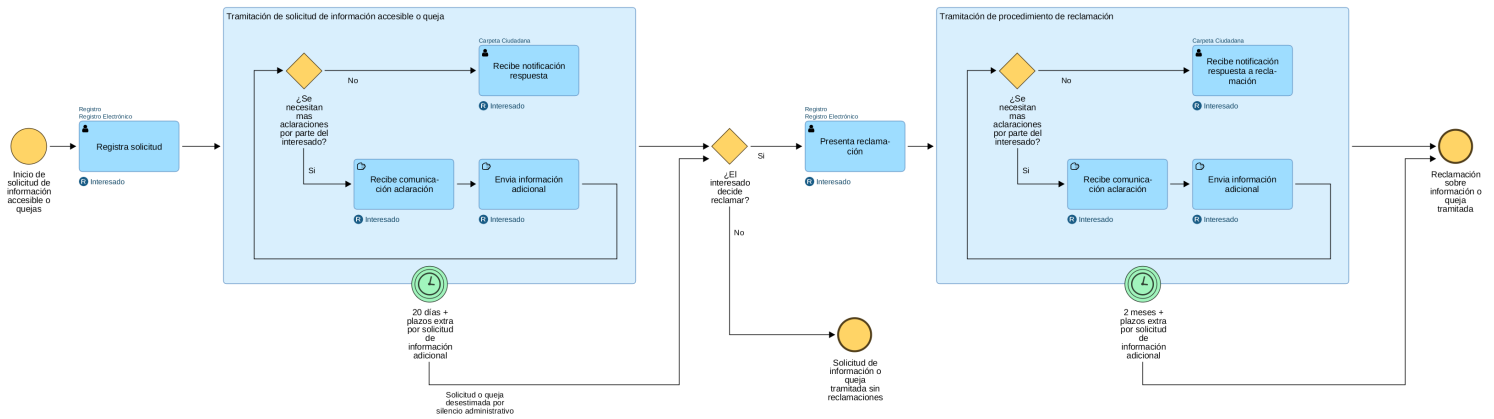 Inicio de
solicitud de
información
accesible o
quejas
Registro
Registro Electrónico
Registra solicitud
R Interesado
Tramitación de solicitud de información accesible o queja
¿Se
necesitan
mas
aclaraciones
por parte del
interesado?
No
Carpeta Ciudadana
Recibe notificación
respuesta
R Interesado
Si
Recibe comunica-
ción aclaración
R Interesado
Envia información
adicional
R Interesado
20 días +
plazos extra
por solicitud
de
información
adicional
Solicitud o queja
desestimada por
silencio administrativo
¿El
interesado
decide
reclamar?
Si
No
Solicitud de
información o
queja
tramitada sin
reclamaciones
Registro
Registro Electrónico
Presenta reclama-
ción
R Interesado
Tramitación de procedimiento de reclamación
¿Se
necesitan
mas
aclaraciones
por parte del
interesado?
No
Carpeta Ciudadana
Recibe notificación
respuesta a recla-
mación
R Interesado
Si
Recibe comunica-
ción aclaración
R Interesado
Envia información
adicional
R Interesado
2 meses +
plazos extra
por solicitud
de
información
adicional
Reclamación
sobre
información o
queja
tramitada